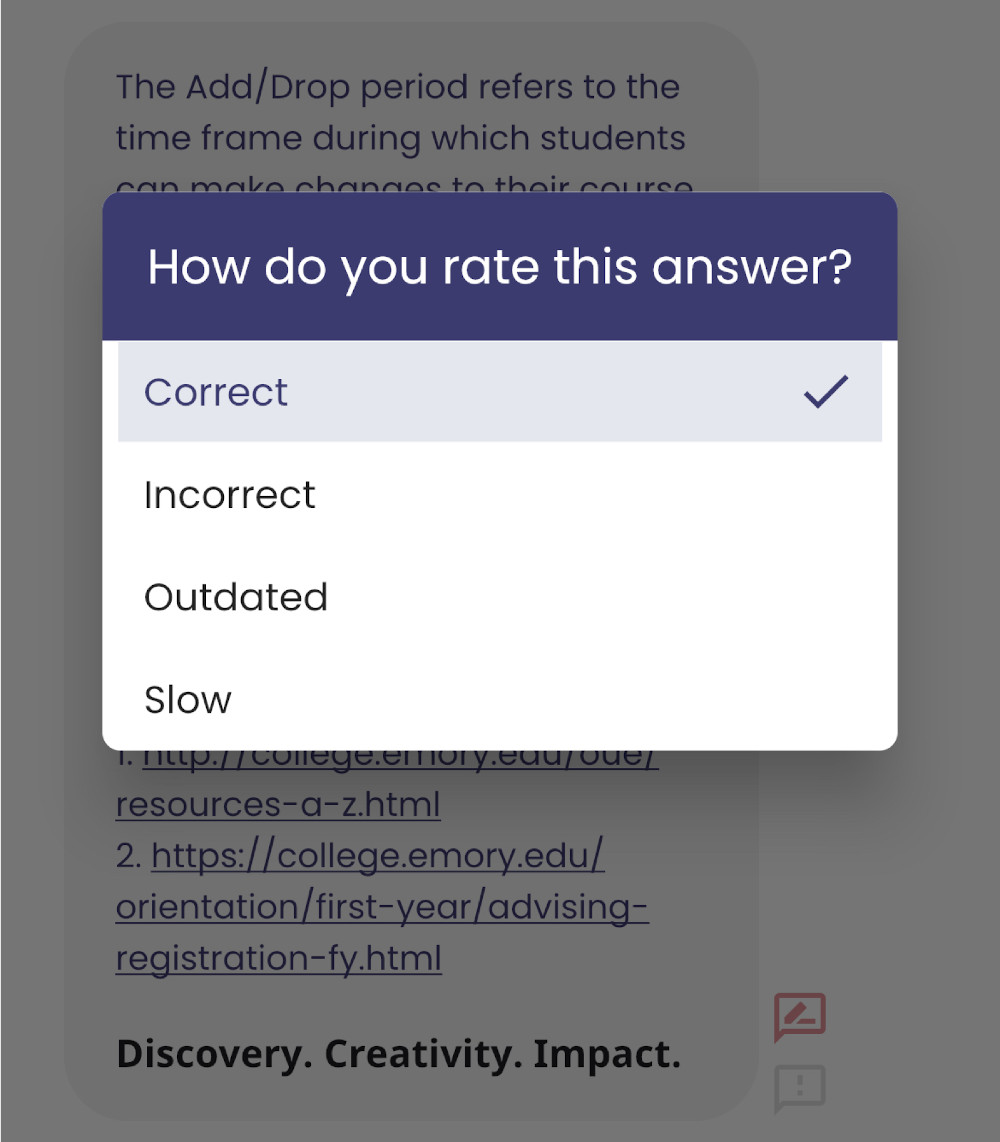 The Add/Drop period refers to the
time frame during which students
can make changes to their course
How do you rate this answer?
Correct
Incorrect
Outdated
Slow
1. http://college.emory.edu/oue/
resources-a-z.html
2. https://college.emory.edu/
orientation/first-year/advising-
registration-fy.html
Discovery. Creativity. Impact.